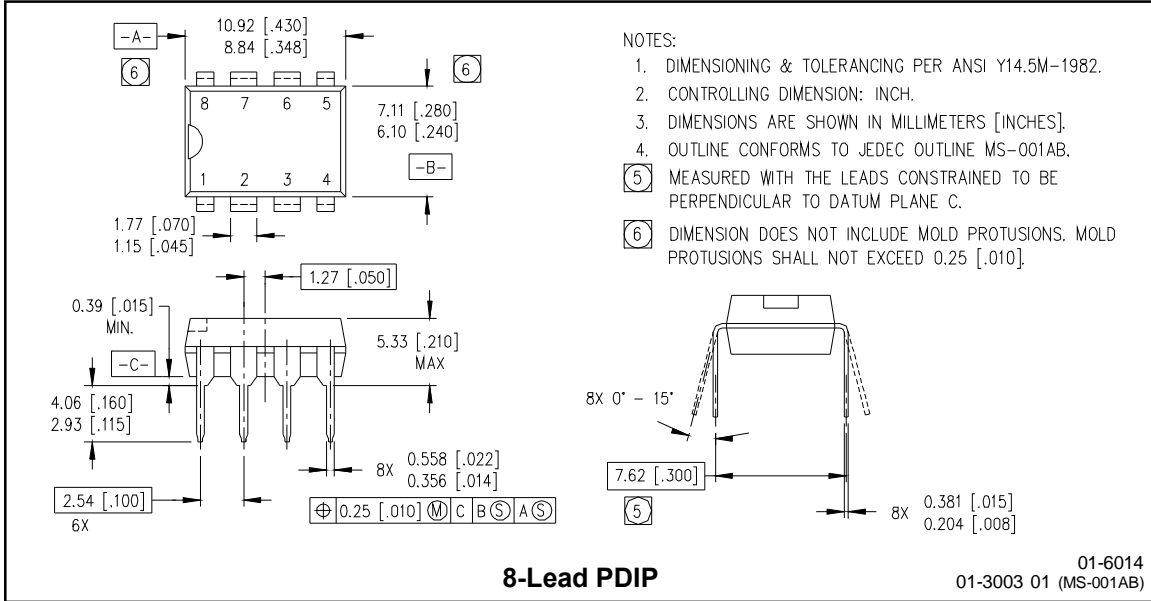 10.92 [.430]
8.84 [.348]
-A-
6
6
8 7 6 5
1 2 3 4
7.11 [.280]
6.10 [.240]
-B-
1.77 [.070]
1.15 [.045]
1.27 [.050]
0.39 [.015]
MIN.
-C-
5.33 [.210]
MAX
4.06 [.160]
2.93 [.115]
2.54 [.100]
6X
8X 0.558 [.022]
0.356 [.014]
⌖ 0.25 [.010] Ⓜ C B Ⓢ A Ⓢ
NOTES:
1. DIMENSIONING & TOLERANCING PER ANSI Y14.5M-1982.
2. CONTROLLING DIMENSION: INCH.
3. DIMENSIONS ARE SHOWN IN MILLIMETERS [INCHES].
4. OUTLINE CONFORMS TO JEDEC OUTLINE MS-001AB.
5 MEASURED WITH THE LEADS CONSTRAINED TO BE
PERPENDICULAR TO DATUM PLANE C.
6 DIMENSION DOES NOT INCLUDE MOLD PROTUSIONS. MOLD
PROTUSIONS SHALL NOT EXCEED 0.25 [.010].
8X 0° - 15°
7.62 [.300]
5
8X 0.381 [.015]
0.204 [.008]
8-Lead PDIP
01-6014
01-3003 01 (MS-001AB)